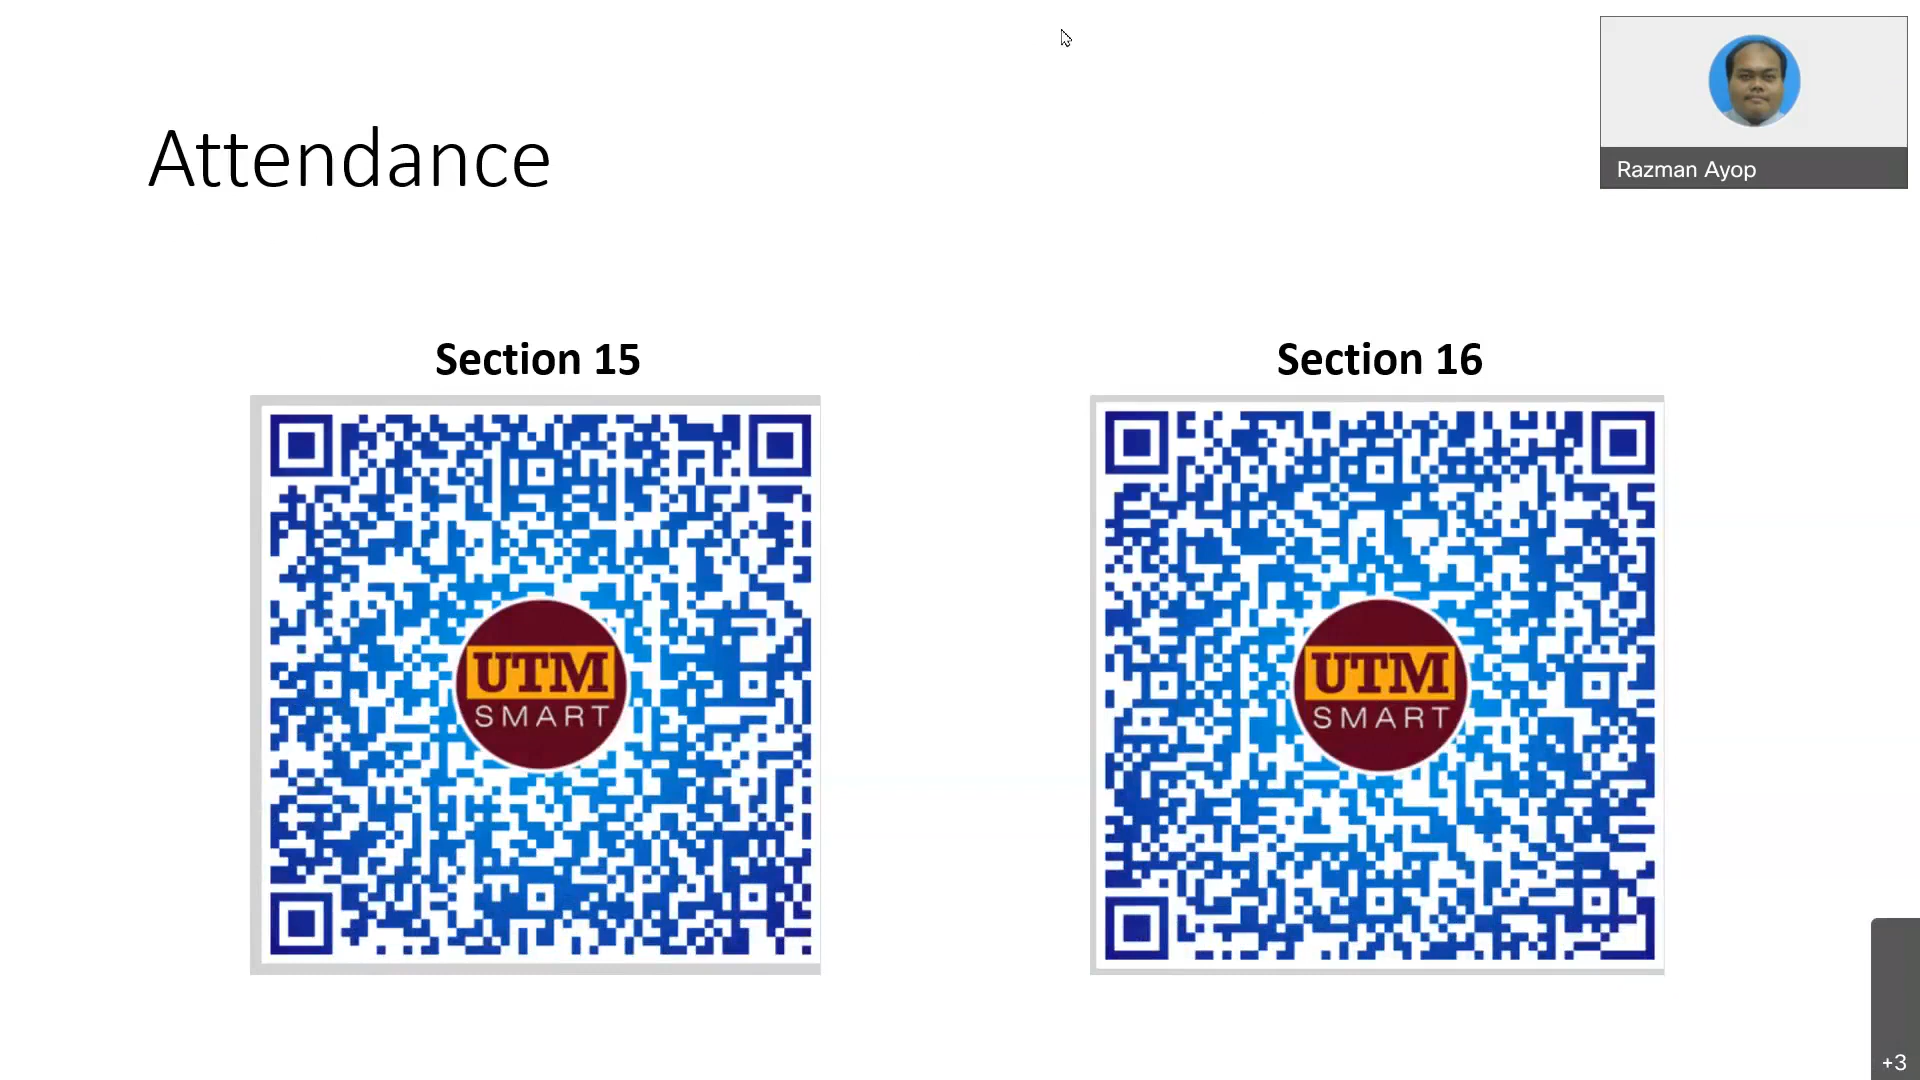 Attendance
Razman Ayop
Section 15
Section 16
UTM
SMART
UTM
SMART
+3